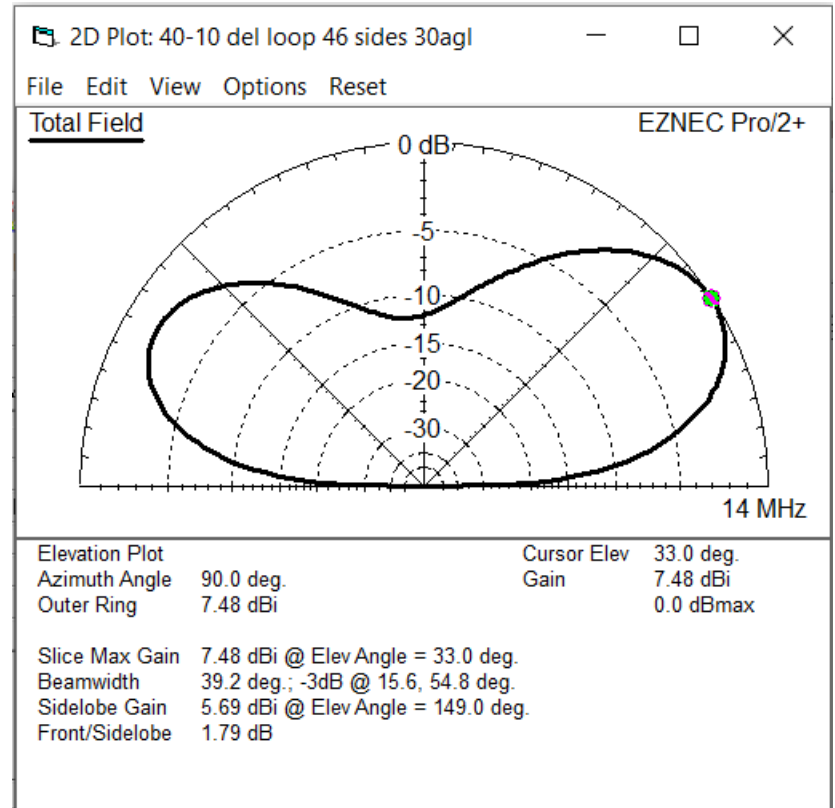 2D Plot: 40-10 del loop 46 sides 30agl
File Edit View Options Reset
Total Field EZNEC Pro/2+
0 dB
-5
-10
-15
-20
-30
14 MHz
Elevation Plot Cursor Elev 33.0 deg.
Azimuth Angle 90.0 deg. Gain 7.48 dBi
Outer Ring 7.48 dBi 0.0 dBmax
Slice Max Gain 7.48 dBi @ Elev Angle = 33.0 deg.
Beamwidth 39.2 deg.; -3dB @ 15.6, 54.8 deg.
Sidelobe Gain 5.69 dBi @ Elev Angle = 149.0 deg.
Front/Sidelobe 1.79 dB